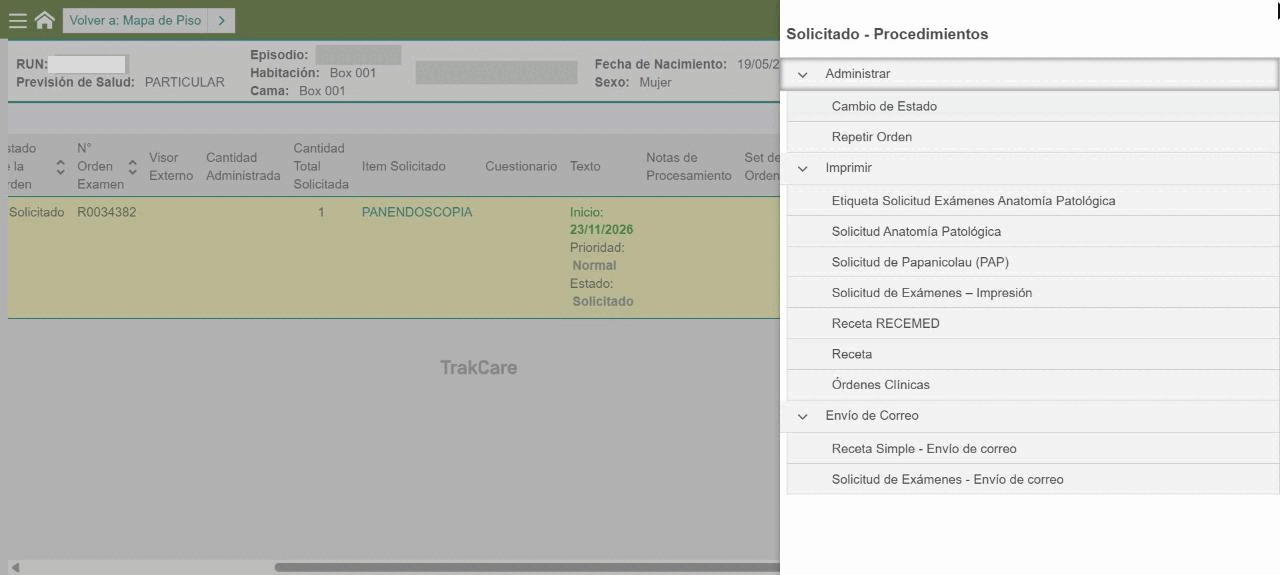 Volver a: Mapa de Piso
RUN:
Previsión de Salud: PARTICULAR
Episodio:
Habitación: Box 001
Cama: Box 001
Fecha de Nacimiento: 19/05/2
Sexo: Mujer
stado
e la
rden
N°
Orden
Examen
Visor
Externo
Cantidad
Administrada
Cantidad
Total
Solicitada
Item Solicitado
Cuestionario
Texto
Notas de
Procesamiento
Set de
Orden
Solicitado
R0034382
1
PANENDOSCOPIA
Inicio:
23/11/2026
Prioridad:
Normal
Estado:
Solicitado
TrakCare
Solicitado - Procedimientos
Administrar
Cambio de Estado
Repetir Orden
Imprimir
Etiqueta Solicitud Exámenes Anatomía Patológica
Solicitud Anatomía Patológica
Solicitud de Papanicolau (PAP)
Solicitud de Exámenes – Impresión
Receta RECEMED
Receta
Órdenes Clínicas
Envío de Correo
Receta Simple - Envío de correo
Solicitud de Exámenes - Envío de correo